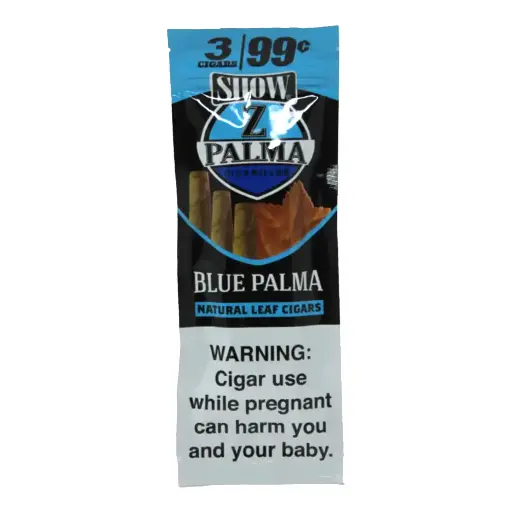 3 | 99¢
CIGARS
SHOW
Z
PALMA
BLUE PALMA
NATURAL LEAF CIGARS
WARNING:
Cigar use
while pregnant
can harm you
and your baby.